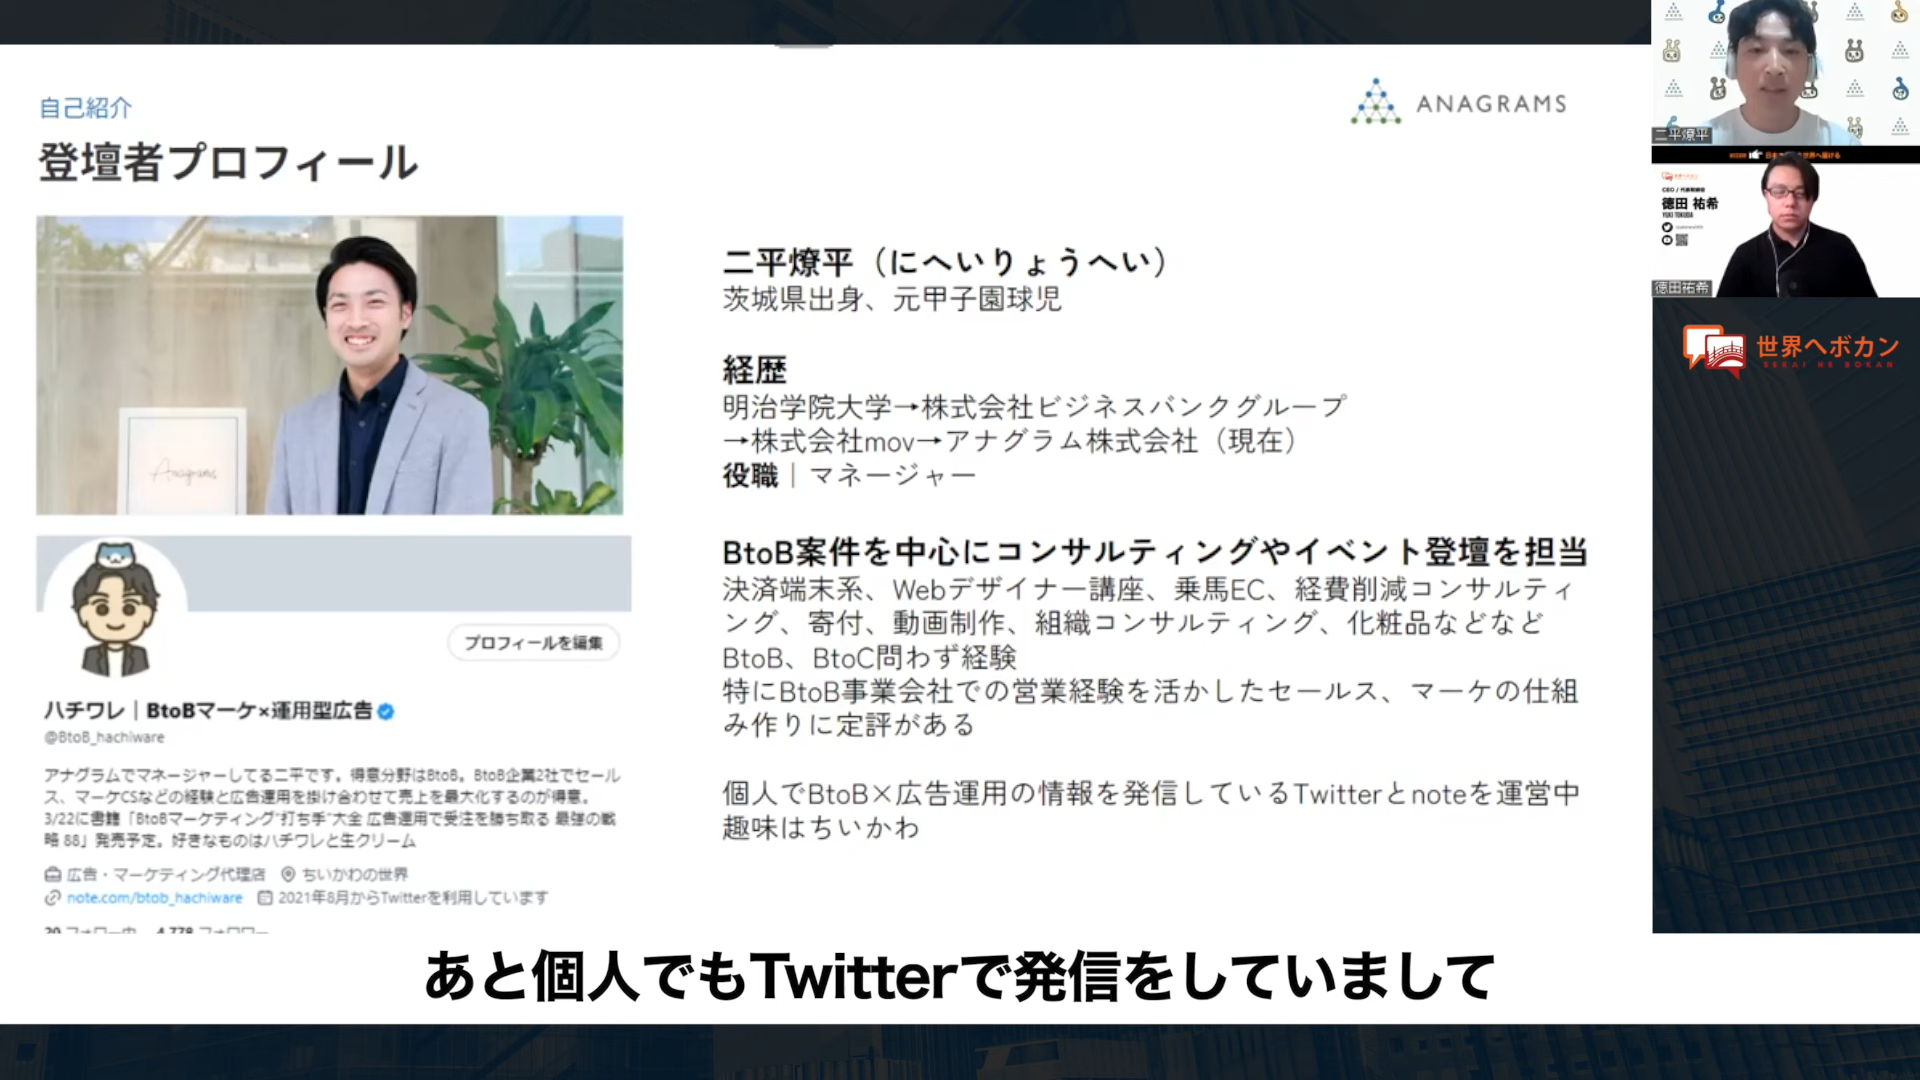 自己紹介
登壇者プロフィール
ANAGRAMS
Anagrams
二平燎平（にへいりょうへい）
茨城県出身、元甲子園球児
経歴
明治学院大学→株式会社ビジネスバンクグループ
→株式会社mov→アナグラム株式会社（現在）
役職｜マネージャー
BtoB案件を中心にコンサルティングやイベント登壇を担当
決済端末系、Webデザイナー講座、乗馬EC、経費削減コンサルティ
ング、寄付、動画制作、組織コンサルティング、化粧品などなど
BtoB、BtoC問わず経験
特にBtoB事業会社での営業経験を活かしたセールス、マーケの仕組
み作りに定評がある
個人でBtoB×広告運用の情報を発信しているTwitterとnoteを運営中
趣味はちいかわ
プロフィールを編集
ハチワレ｜BtoBマーケ×運用型広告
@BtoB_hachiware
アナグラムでマネージャーしてる二平です。得意分野はBtoB。BtoB企業2社でセール
ス、マーケCSなどの経験と広告運用を掛け合わせて売上を最大化するのが得意。
3/22に書籍「BtoBマーケティング"打ち手"大全 広告運用で受注を勝ち取る 最強の戦
略 88」発売予定。好きなものはハチワレと生クリーム
広告・マーケティング代理店 ちいかわの世界
note.com/btob_hachiware 2021年8月からTwitterを利用しています
二平燎平
CEO / 代表取締役
徳田 祐希
YUKI TOKUDA
徳田祐希
世界へボカン
SEKAI HE BOKAN
あと個人でもTwitterで発信をしていまして